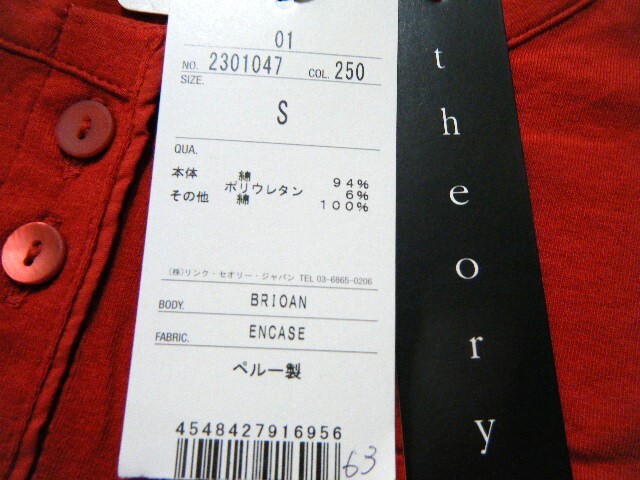 01
NO. 2301047 COL. 250
SIZE.
S
QUA.
本体 綿 94%
ポリウレタン 6%
その他 綿 100%
(株)リンク・セオリー・ジャパン TEL 03-6865-0206
BODY. BRIOAN
FABRIC. ENCASE
ペルー製
4548427916956
63
theory